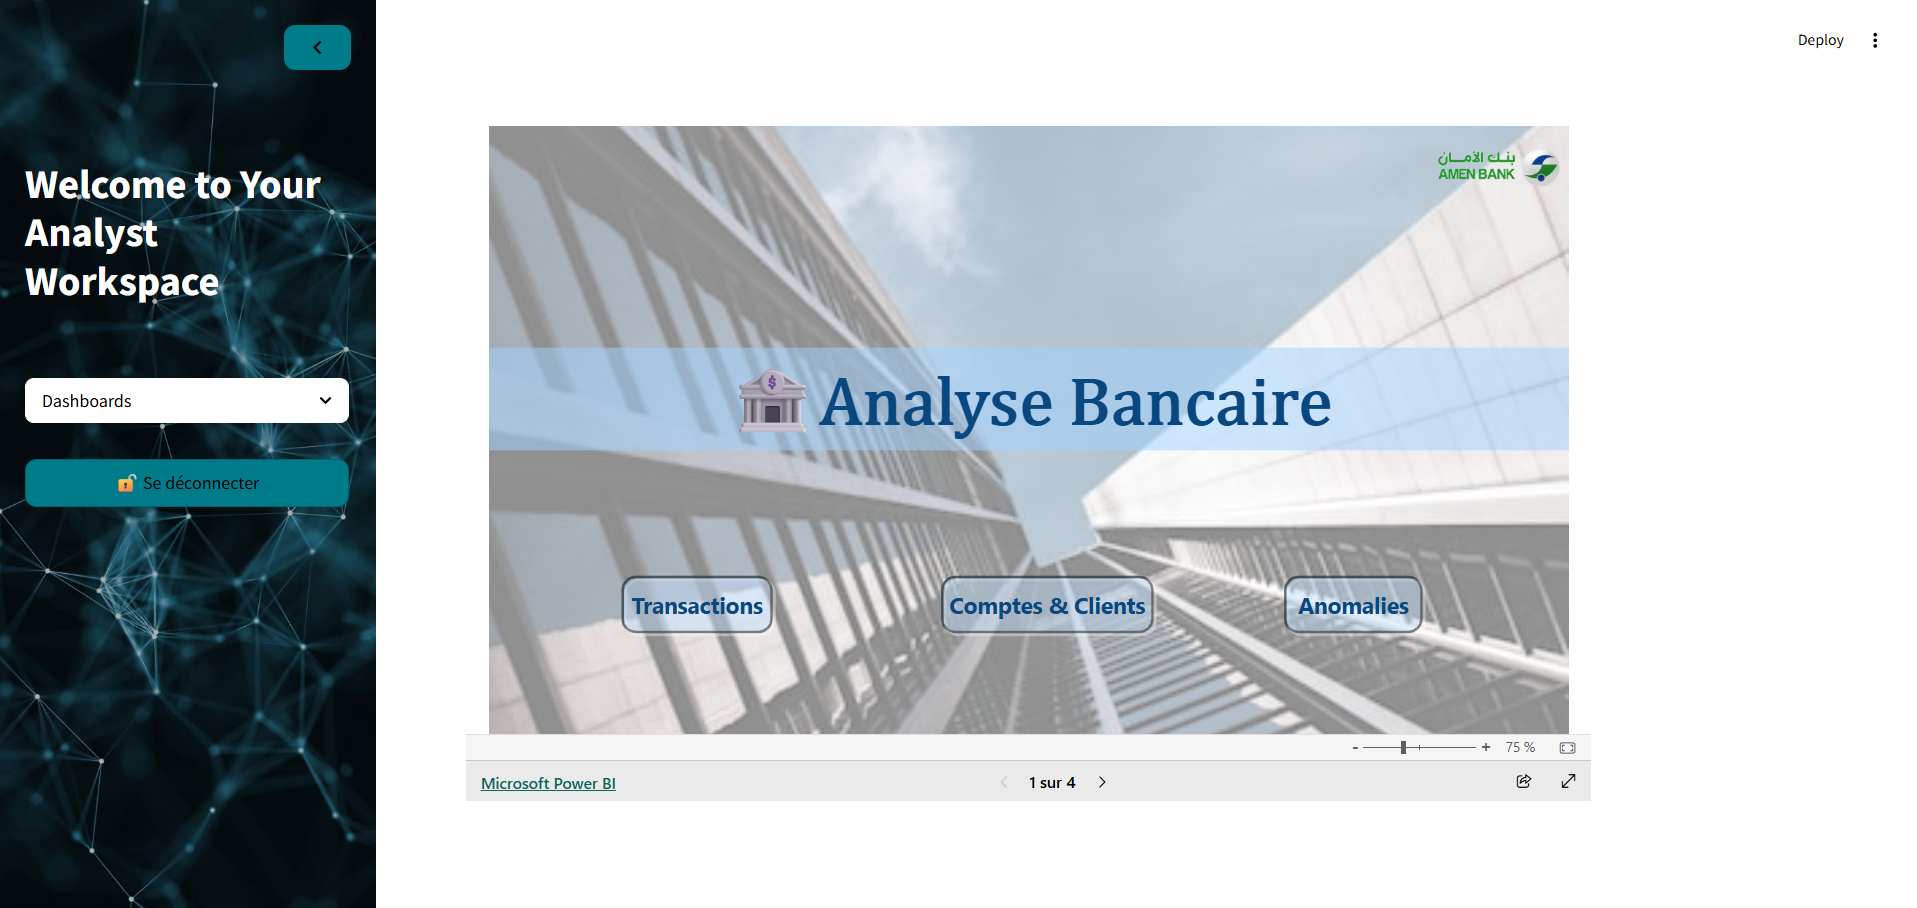 Welcome to Your
Analyst
Workspace
Dashboards
Se déconnecter
Deploy
بنك الأمان
AMEN BANK
Analyse Bancaire
Transactions
Comptes & Clients
Anomalies
- + 75 %
Microsoft Power BI
1 sur 4